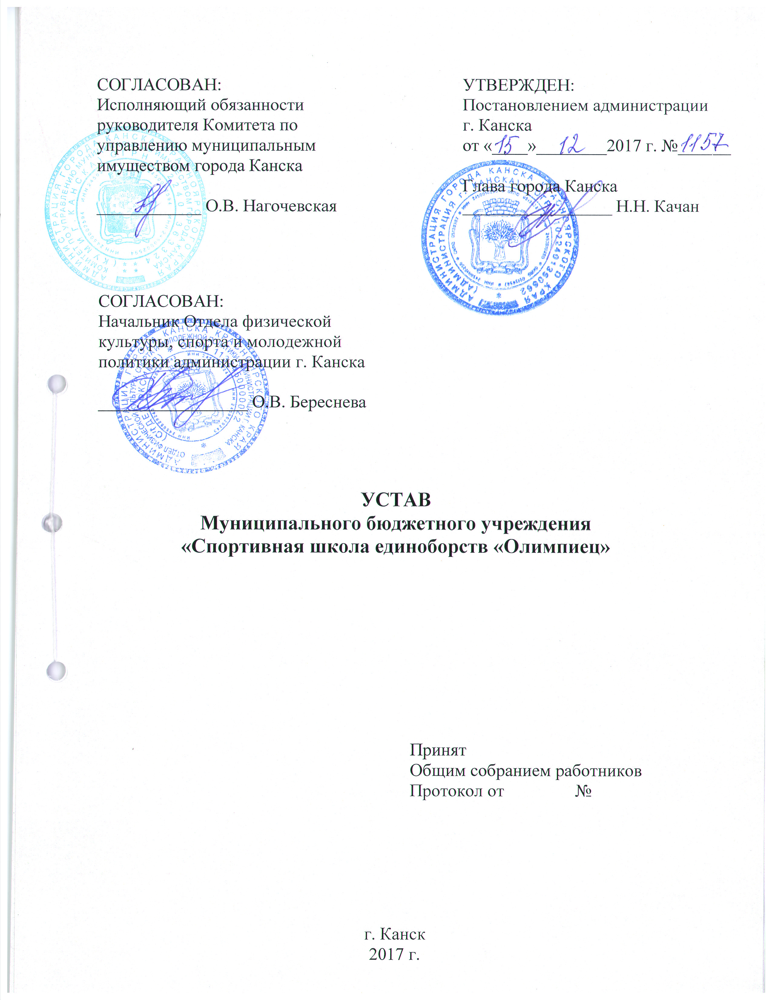 СОГЛАСОВАН:
Исполняющий обязанности
руководителя Комитета по
управлению муниципальным
имуществом города Канска
О.В. Нагочевская
УТВЕРЖДЕН:
Постановлением администрации
г. Канска
от «15» 12 2017 г. № 1157
Глава города Канска
Н.Н. Качан
СОГЛАСОВАН:
Начальник Отдела физической
культуры, спорта и молодежной
политики администрации г. Канска
О.В. Береснева
УСТАВ
Муниципального бюджетного учреждения
«Спортивная школа единоборств «Олимпиец»
Принят
Общим собранием работников
Протокол от №
г. Канск
2017 г.